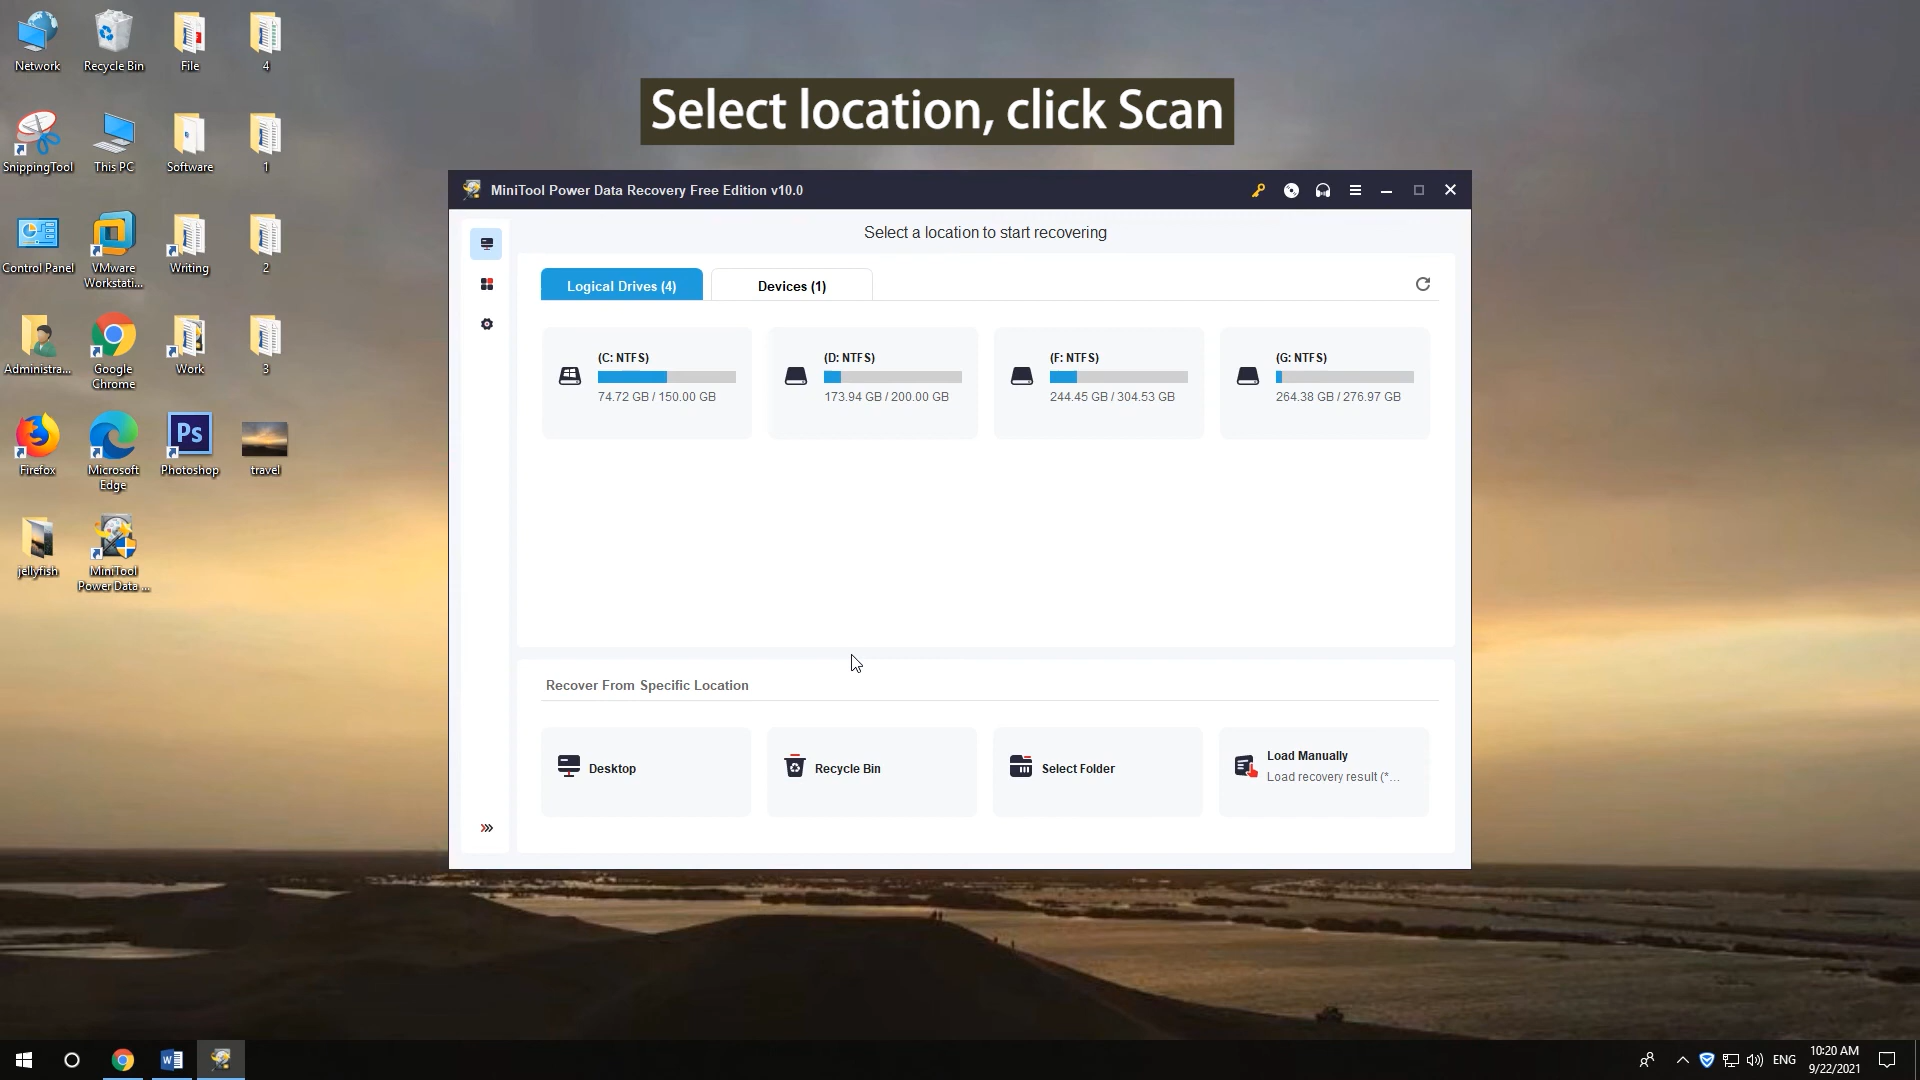 Network
Recycle Bin
File
4
SnippingTool
This PC
Software
1
Control Panel
VMware
Workstati...
Writing
2
Administra...
Google
Chrome
Work
3
Firefox
Microsoft
Edge
Ps
Photoshop
travel
jellyfish
MiniTool
Power Data ...
Select location, click Scan
MiniTool Power Data Recovery Free Edition v10.0
Select a location to start recovering
Logical Drives (4)
Devices (1)
(C: NTFS)
74.72 GB / 150.00 GB
(D: NTFS)
173.94 GB / 200.00 GB
(F: NTFS)
244.45 GB / 304.53 GB
(G: NTFS)
264.38 GB / 276.97 GB
Recover From Specific Location
Desktop
Recycle Bin
Select Folder
Load Manually
Load recovery result (*...
ENG
10:20 AM
9/22/2021